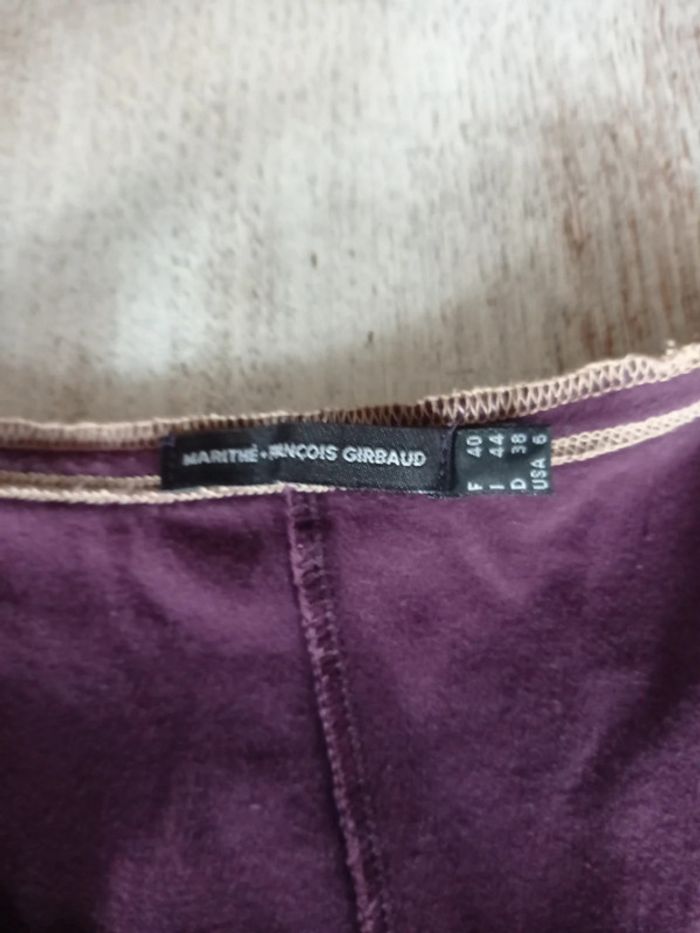 MARITHÉ + FRANÇOIS GIRBAUD
F 40
I 44
D 38
USA 6